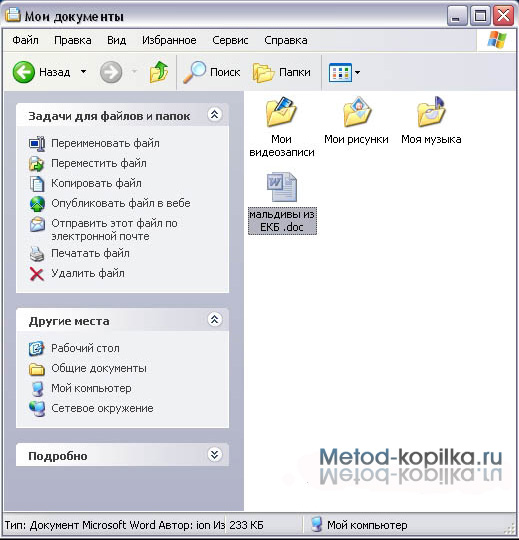 Мои документы
Файл Правка Вид Избранное Сервис Справка
Назад Поиск Папки
Задачи для файлов и папок
Переименовать файл
Переместить файл
Копировать файл
Опубликовать файл в вебе
Отправить этот файл по
электронной почте
Печатать файл
Удалить файл
Другие места
Рабочий стол
Общие документы
Мой компьютер
Сетевое окружение
Подробно
Мои
видеозаписи
Мои рисунки
Моя музыка
мальдивы из
ЕКБ .doc
Metod-kopilka.ru
Тип: Документ Microsoft Word Автор: ion Из 233 КБ Мой компьютер